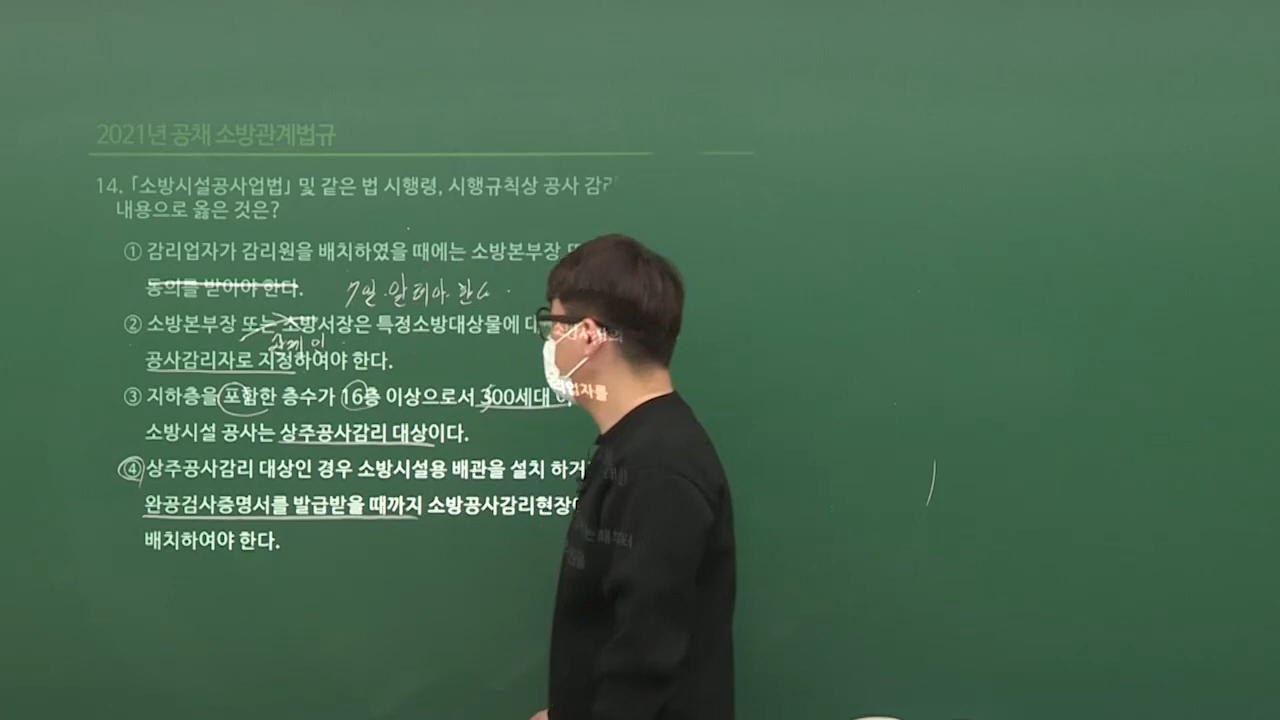 2021년 공채 소방관계법규
14. 「소방시설공사업법」 및 같은 법 시행령, 시행규칙상 공사 감리
내용으로 옳은 것은?
① 감리업자가 감리원을 배치하였을 때에는 소방본부장
동의를 받아야 한다. 7일 알려야 한다.
② 소방본부장 또는 소방서장은 특정소방대상물에
관계인
공사감리자로 지정하여야 한다. 업자를
③ 지하층을 포함한 층수가 16층 이상으로서 300세대
소방시설 공사는 상주공사감리 대상이다.
④ 상주공사감리 대상인 경우 소방시설용 배관을 설치 하거
완공검사증명서를 발급받을 때까지 소방공사감리현장에
배치하여야 한다.